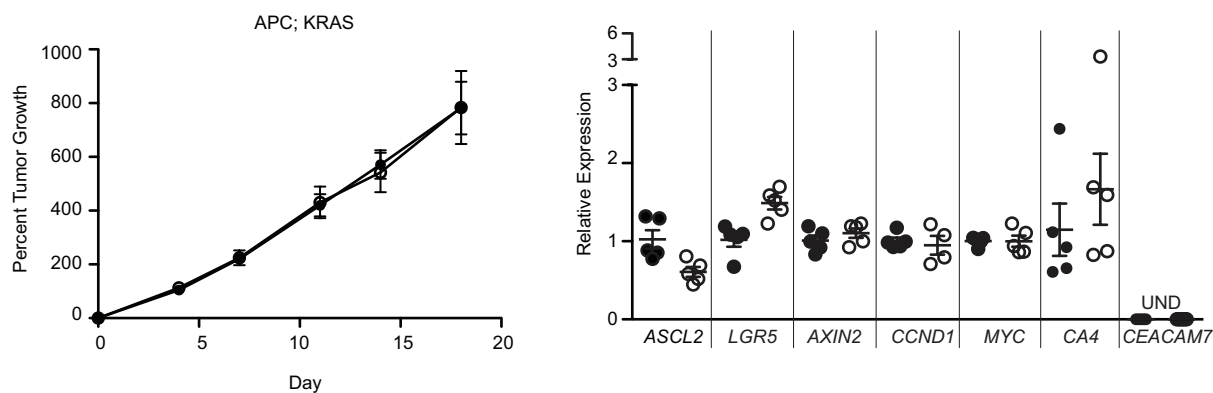 APC; KRAS
1000
800
600
400
200
0
Percent Tumor Growth
0 5 10 15 20
Day
6
3
3
2
1
0
Relative Expression
UND
ASCL2 LGR5 AXIN2 CCND1 MYC CA4 CEACAM7